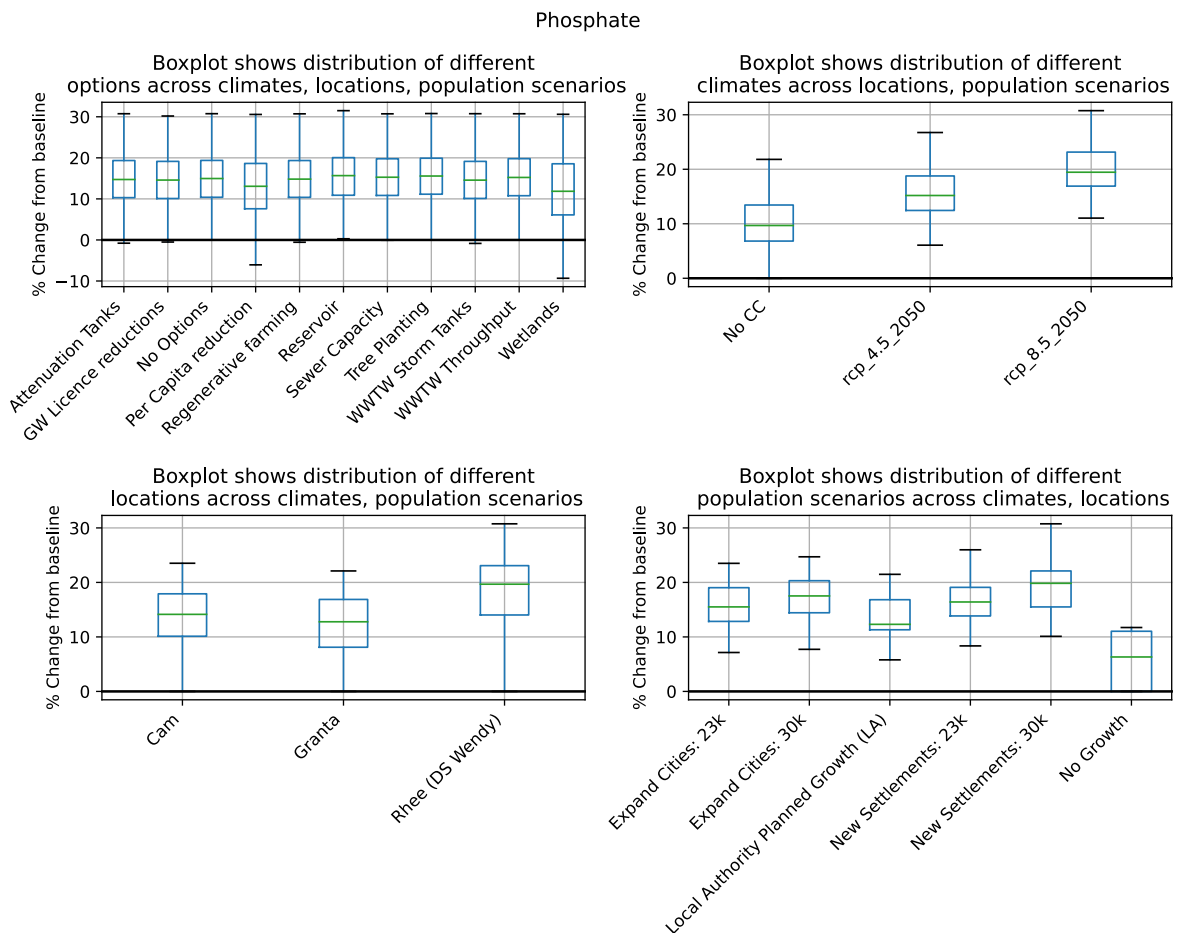 Phosphate
Boxplot shows distribution of different
options across climates, locations, population scenarios
% Change from baseline
30
20
10
0
−10
Attenuation Tanks
GW Licence reductions
No Options
Per Capita reduction
Regenerative farming
Reservoir
Sewer Capacity
Tree Planting
WWTW Storm Tanks
WWTW Throughput
Wetlands
Boxplot shows distribution of different
climates across locations, population scenarios
% Change from baseline
30
20
10
0
No CC
rcp_4.5_2050
rcp_8.5_2050
Boxplot shows distribution of different
locations across climates, population scenarios
% Change from baseline
30
20
10
0
Cam
Granta
Rhee (DS Wendy)
Boxplot shows distribution of different
population scenarios across climates, locations
% Change from baseline
30
20
10
0
Expand Cities: 23k
Expand Cities: 30k
Local Authority Planned Growth (LA)
New Settlements: 23k
New Settlements: 30k
No Growth